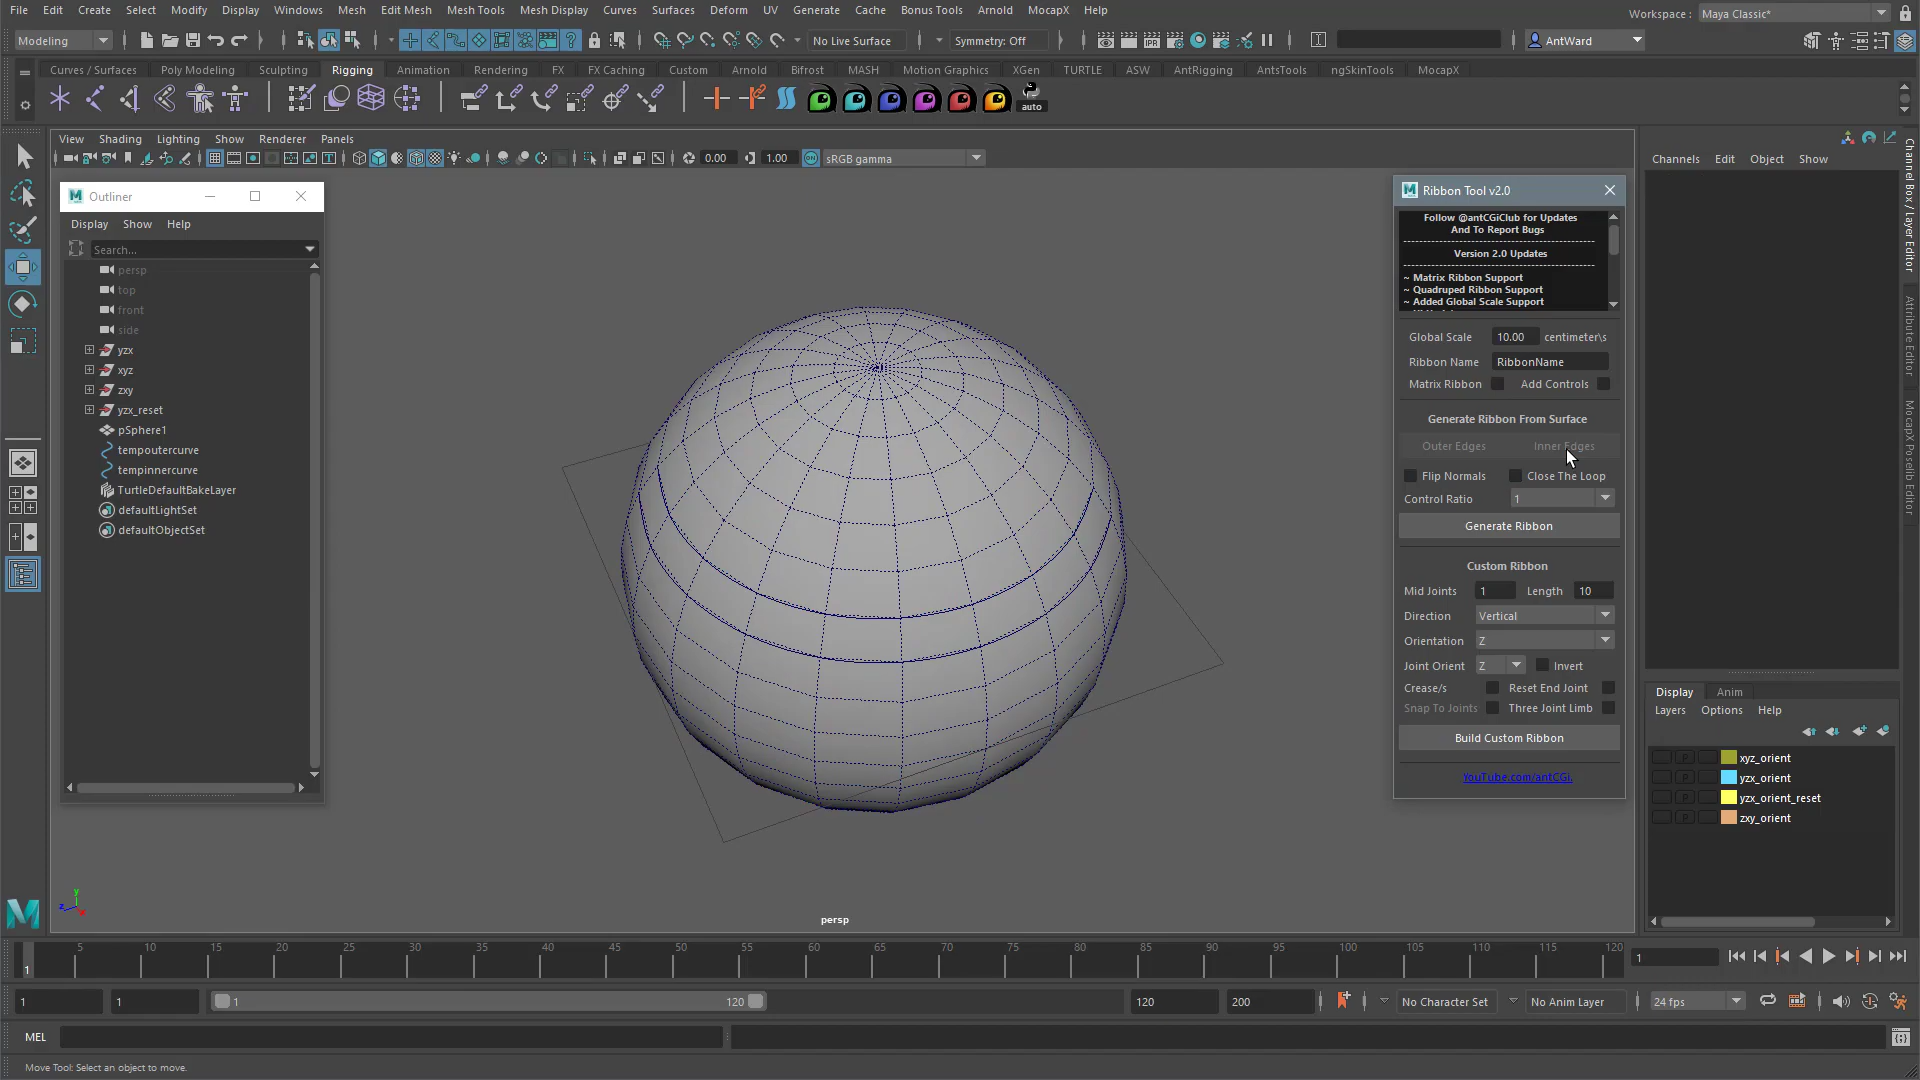 File Edit Create Select Modify Display Windows Mesh Edit Mesh Mesh Tools Mesh Display Curves Surfaces Deform UV Generate Cache Bonus Tools Arnold MocapX Help
Workspace : Maya Classic*
Modeling
No Live Surface
Symmetry: Off
AntWard
Curves / Surfaces Poly Modeling Sculpting Rigging Animation Rendering FX FX Caching Custom Arnold Bifrost MASH Motion Graphics XGen TURTLE ASW AntRigging AntsTools ngSkinTools MocapX
auto
View Shading Lighting Show Renderer Panels
0.00 1.00 ON sRGB gamma
Outliner
Display Show Help
Search...
persp
top
front
side
yzx
xyz
zxy
yzx_reset
pSphere1
tempoutercurve
tempinnercurve
TurtleDefaultBakeLayer
defaultLightSet
defaultObjectSet
y
z
x
persp
Ribbon Tool v2.0
Follow @antCGiClub for Updates
And To Report Bugs
Version 2.0 Updates
~ Matrix Ribbon Support
~ Quadruped Ribbon Support
~ Added Global Scale Support
Global Scale 10.00 centimeter\s
Ribbon Name RibbonName
Matrix Ribbon Add Controls
Generate Ribbon From Surface
Outer Edges Inner Edges
Flip Normals Close The Loop
Control Ratio 1
Generate Ribbon
Custom Ribbon
Mid Joints 1 Length 10
Direction Vertical
Orientation Z
Joint Orient Z Invert
Crease/s Reset End Joint
Snap To Joints Three Joint Limb
Build Custom Ribbon
YouTube.com/antCGi.
Channels Edit Object Show
Channel Box / Layer Editor
Attribute Editor
MocapX Poselib Editor
Display Anim
Layers Options Help
P xyz_orient
P yzx_orient
P yzx_orient_reset
P zxy_orient
5 10 15 20 25 30 35 40 45 50 55 60 65 70 75 80 85 90 95 100 105 110 115 120
1
1
1 1 1 120 120 200 No Character Set No Anim Layer 24 fps
MEL
Move Tool: Select an object to move.